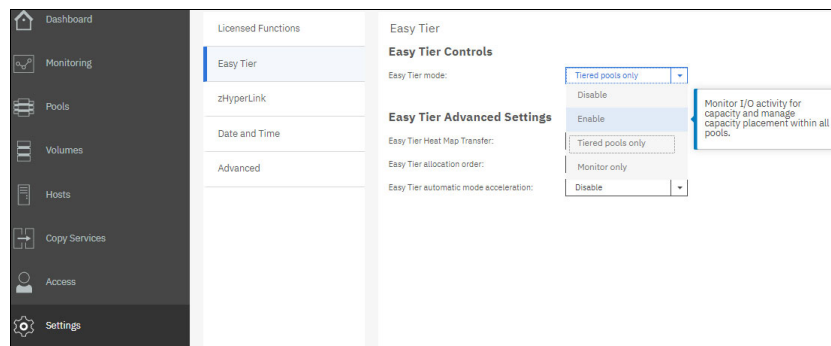 Dashboard
Monitoring
Pools
Volumes
Hosts
Copy Services
Access
Settings
Licensed Functions
Easy Tier
zHyperLink
Date and Time
Advanced
Easy Tier
Easy Tier Controls
Easy Tier mode:
Tiered pools only
Disable
Enable
Tiered pools only
Monitor only
Monitor I/O activity for
capacity and manage
capacity placement within all
pools.
Easy Tier Advanced Settings
Easy Tier Heat Map Transfer:
Easy Tier allocation order:
Easy Tier automatic mode acceleration:
Disable